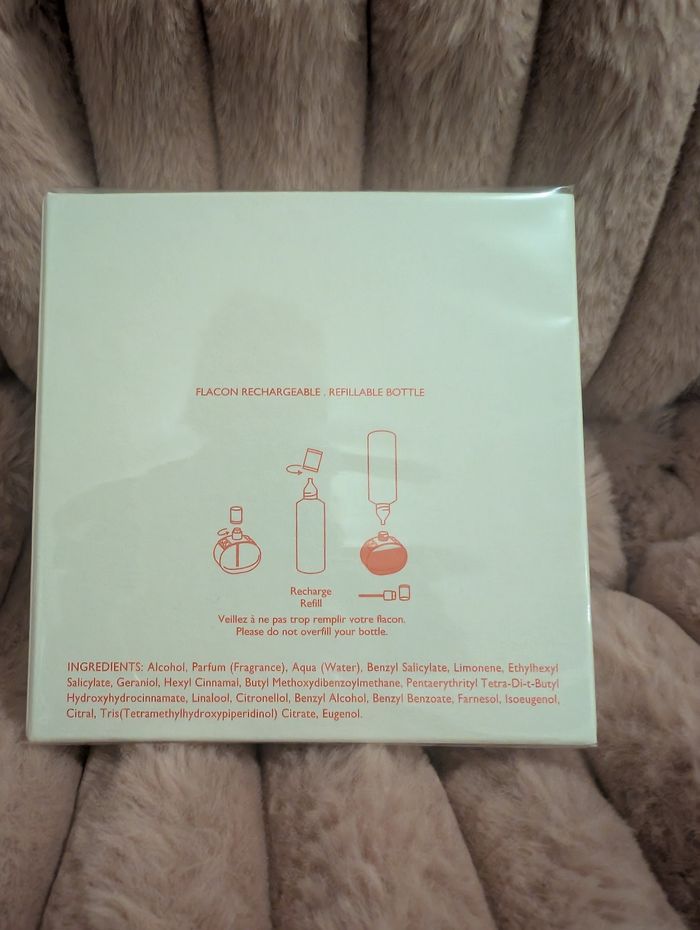 FLACON RECHARGEABLE . REFILLABLE BOTTLE
Recharge
Refill
Veillez à ne pas trop remplir votre flacon.
Please do not overfill your bottle.
INGREDIENTS: Alcohol, Parfum (Fragrance), Aqua (Water), Benzyl Salicylate, Limonene, Ethylhexyl
Salicylate, Geraniol, Hexyl Cinnamal, Butyl Methoxydibenzoylmethane, Pentaerythrityl Tetra-Di-t-Butyl
Hydroxyhydrocinnamate, Linalool, Citronellol, Benzyl Alcohol, Benzyl Benzoate, Farnesol, Isoeugenol,
Citral, Tris(Tetramethylhydroxypiperidinol) Citrate, Eugenol.